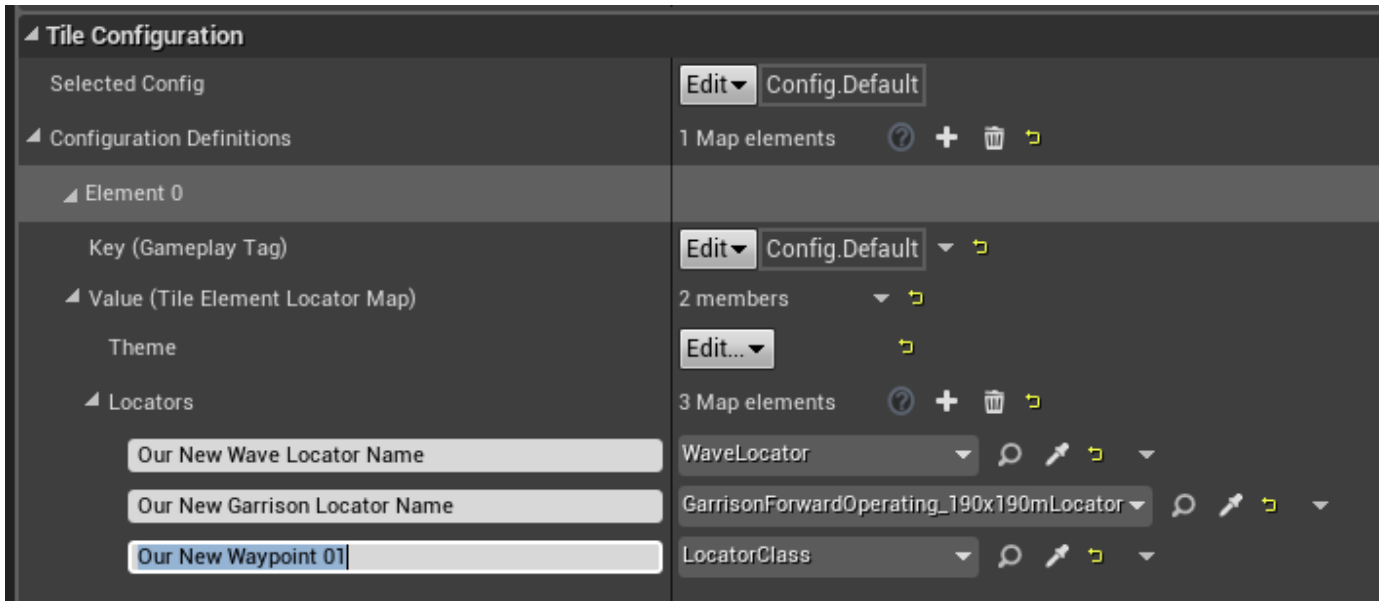 Tile Configuration
Selected Config Edit Config.Default
Configuration Definitions 1 Map elements
Element 0
Key (Gameplay Tag) Edit Config.Default
Value (Tile Element Locator Map) 2 members
Theme Edit...
Locators 3 Map elements
Our New Wave Locator Name WaveLocator
Our New Garrison Locator Name GarrisonForwardOperating_190x190mLocator
Our New Waypoint 01 LocatorClass